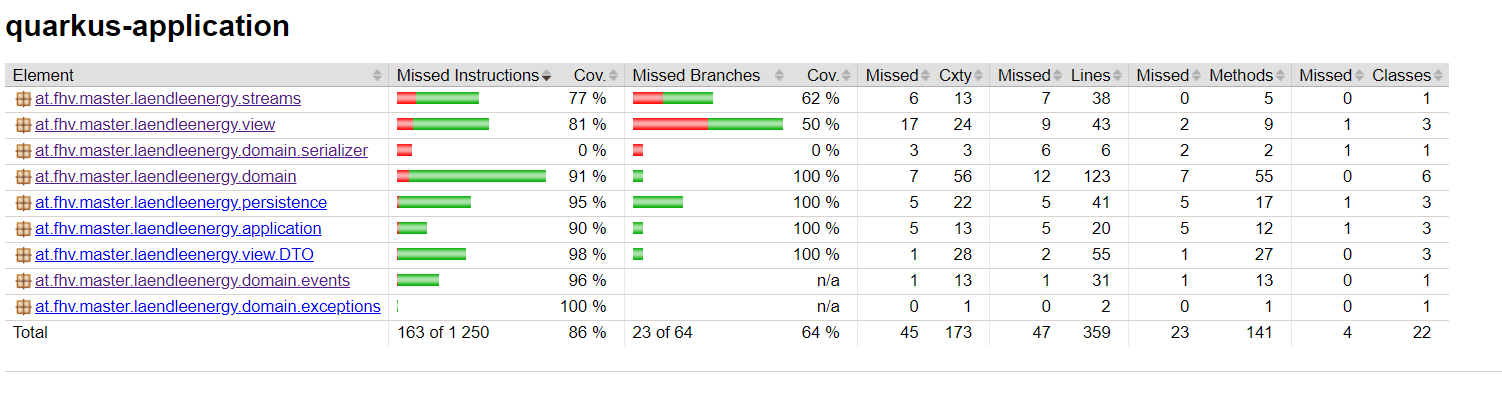 quarkus-application
Element Missed Instructions Cov. Missed Branches Cov. Missed Cxty Missed Lines Missed Methods Missed Classes
at.fhv.master.laendleenergy.streams 77 % 62 % 6 13 7 38 0 5 0 1
at.fhv.master.laendleenergy.view 81 % 50 % 17 24 9 43 2 9 1 3
at.fhv.master.laendleenergy.domain.serializer 0 % 0 % 3 3 6 6 2 2 1 1
at.fhv.master.laendleenergy.domain 91 % 100 % 7 56 12 123 7 55 0 6
at.fhv.master.laendleenergy.persistence 95 % 100 % 5 22 5 41 5 17 1 3
at.fhv.master.laendleenergy.application 90 % 100 % 5 13 5 20 5 12 1 3
at.fhv.master.laendleenergy.view.DTO 98 % 100 % 1 28 2 55 1 27 0 3
at.fhv.master.laendleenergy.domain.events 96 % n/a 1 13 1 31 1 13 0 1
at.fhv.master.laendleenergy.domain.exceptions 100 % n/a 0 1 0 2 0 1 0 1
Total 163 of 1 250 86 % 23 of 64 64 % 45 173 47 359 23 141 4 22